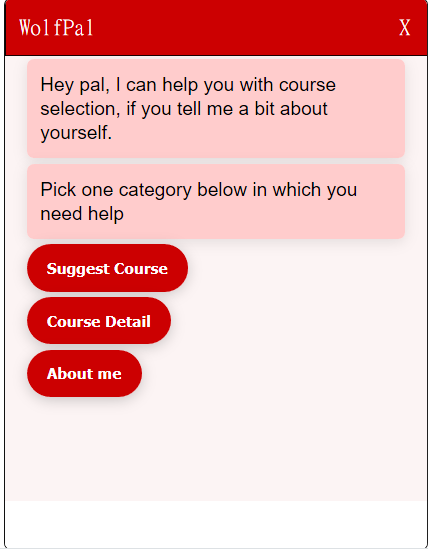 WolfPal X
Hey pal, I can help you with course
selection, if you tell me a bit about
yourself.
Pick one category below in which you
need help
Suggest Course
Course Detail
About me